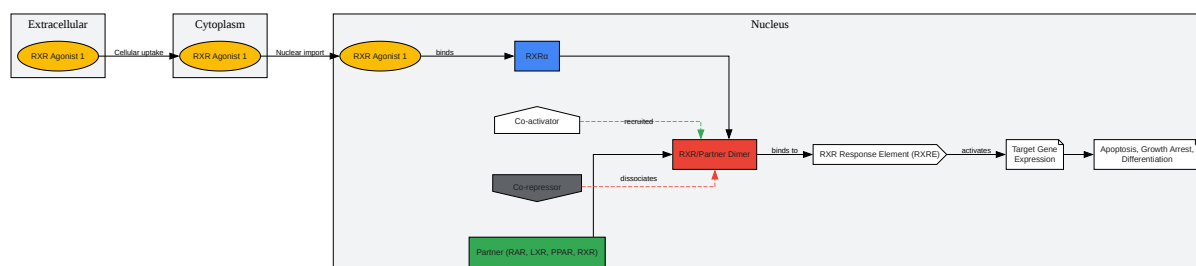 Extracellular
Cytoplasm
Nucleus
RXR Agonist 1
Cellular uptake
RXR Agonist 1
Nuclear import
RXR Agonist 1
binds
RXRα
Co-activator
recruited
RXR/Partner Dimer
binds to
RXR Response Element (RXRE)
activates
Target Gene
Expression
Apoptosis, Growth Arrest,
Differentiation
Co-repressor
dissociates
Partner (RAR, LXR, PPAR, RXR)